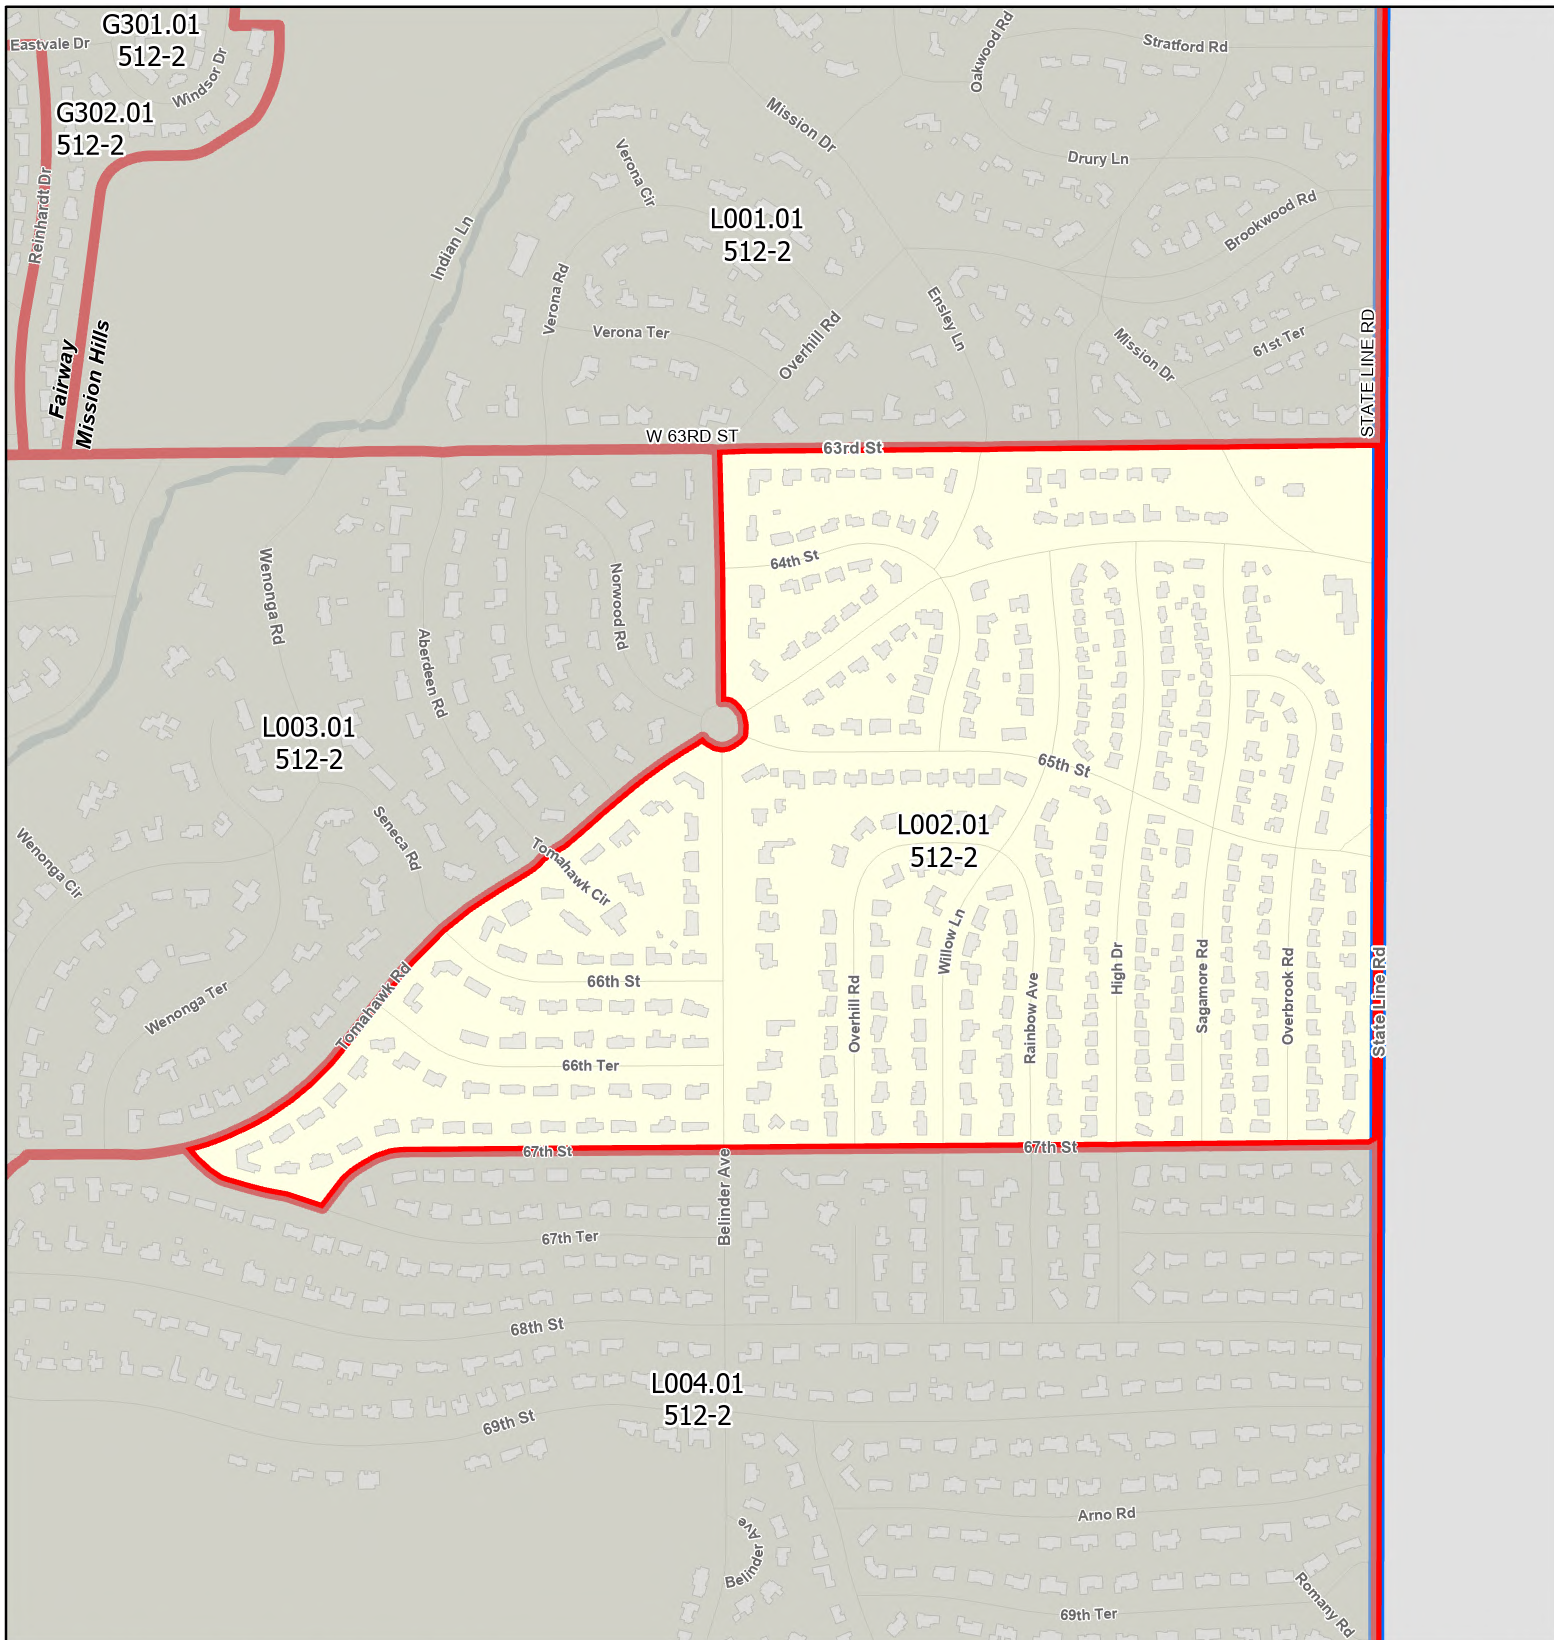 G301.01
512-2
Eastvale Dr
Windsor Dr
G302.01
512-2
Reinhardt Dr
Fairway
Mission Hills
Indian Ln
Oakwood Rd
Stratford Rd
Mission Dr
Verona Cir
Drury Ln
L001.01
512-2
Brookwood Rd
Verona Rd
Verona Ter
Overhill Rd
Ensley Ln
Mission Dr
61st Ter
STATE LINE RD
W 63RD ST
63rd St
64th St
Wenonga Rd
Norwood Rd
Aberdeen Rd
L003.01
512-2
65th St
Seneca Rd
L002.01
512-2
Wenonga Cir
Tomahawk Cir
Willow Ln
High Dr
Sagamore Rd
Overbrook Rd
State Line Rd
66th St
Tomahawk Rd
Wenonga Ter
Overhill Rd
Rainbow Ave
66th Ter
67th St
67th St
Belinder Ave
67th Ter
68th St
L004.01
512-2
69th St
Arno Rd
Belinder
Ave
69th Ter
Romany Rd